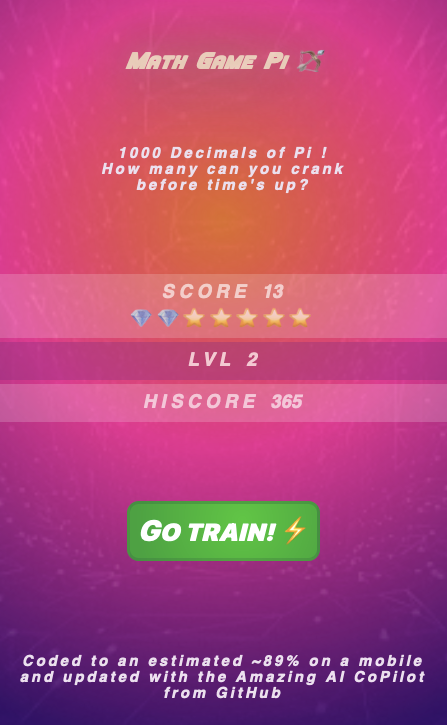 Math Game Pi 🏹
1000 Decimals of Pi !
How many can you crank
before time's up?
SCORE 13
💎💎⭐⭐⭐⭐⭐
LVL 2
HISCORE 365
Go train! ⚡
Coded to an estimated ~89% on a mobile
and updated with the Amazing AI CoPilot
from GitHub